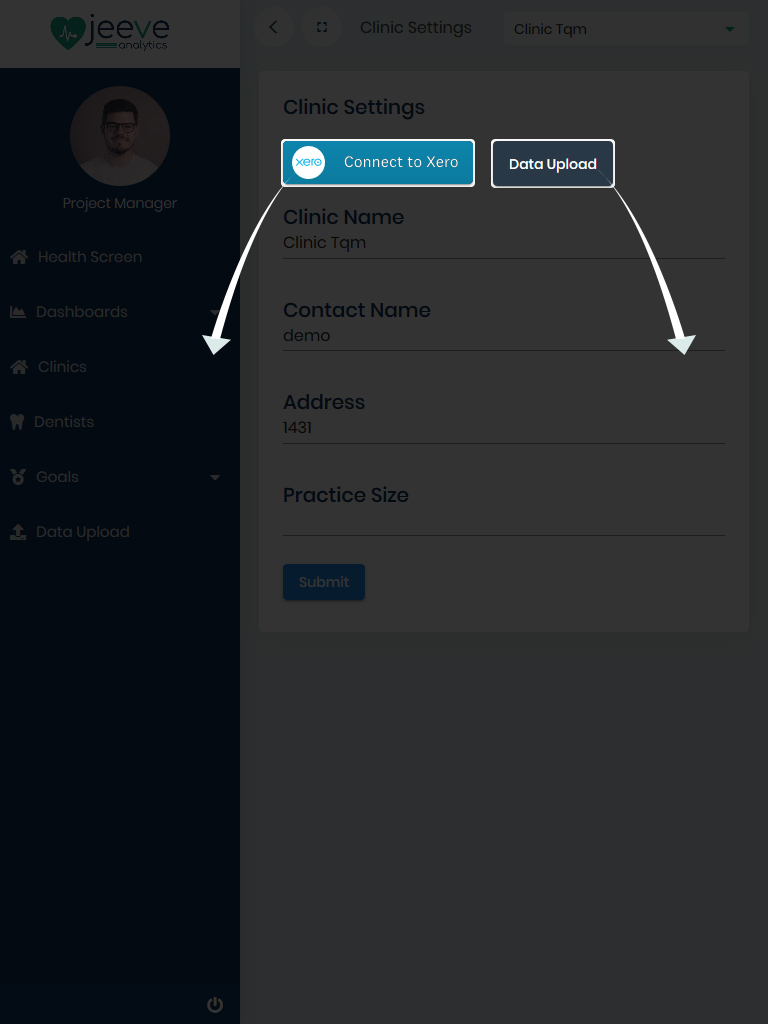 jeeve
analytics
Clinic Settings
Clinic Tqm
Project Manager
Health Screen
Dashboards
Clinics
Dentists
Goals
Data Upload
Clinic Settings
xero
Connect to Xero
Data Upload
Clinic Name
Clinic Tqm
Contact Name
demo
Address
1431
Practice Size
Submit